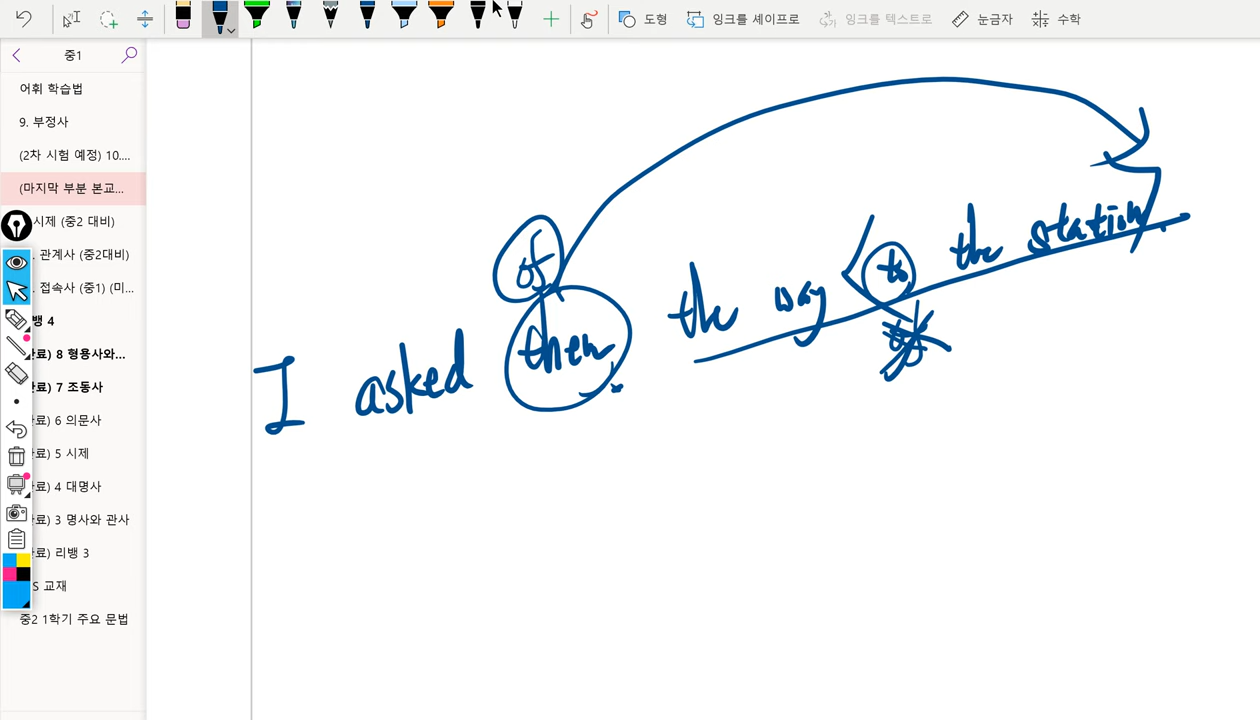 도형
잉크를 셰이프로
잉크를 텍스트로
눈금자
수학
중1
어휘 학습법
9. 부정사
(2차 시험 예정) 10....
(마지막 부분 본교...
시제 (중2 대비)
. 관계사 (중2대비)
. 접속사 (중1) (미...
뱅 4
료) 8 형용사와...
료) 7 조동사
료) 6 의문사
료) 5 시제
료) 4 대명사
료) 3 명사와 관사
료) 리뱅 3
S 교재
중2 1학기 주요 문법
of
I asked them the way to the station.
of